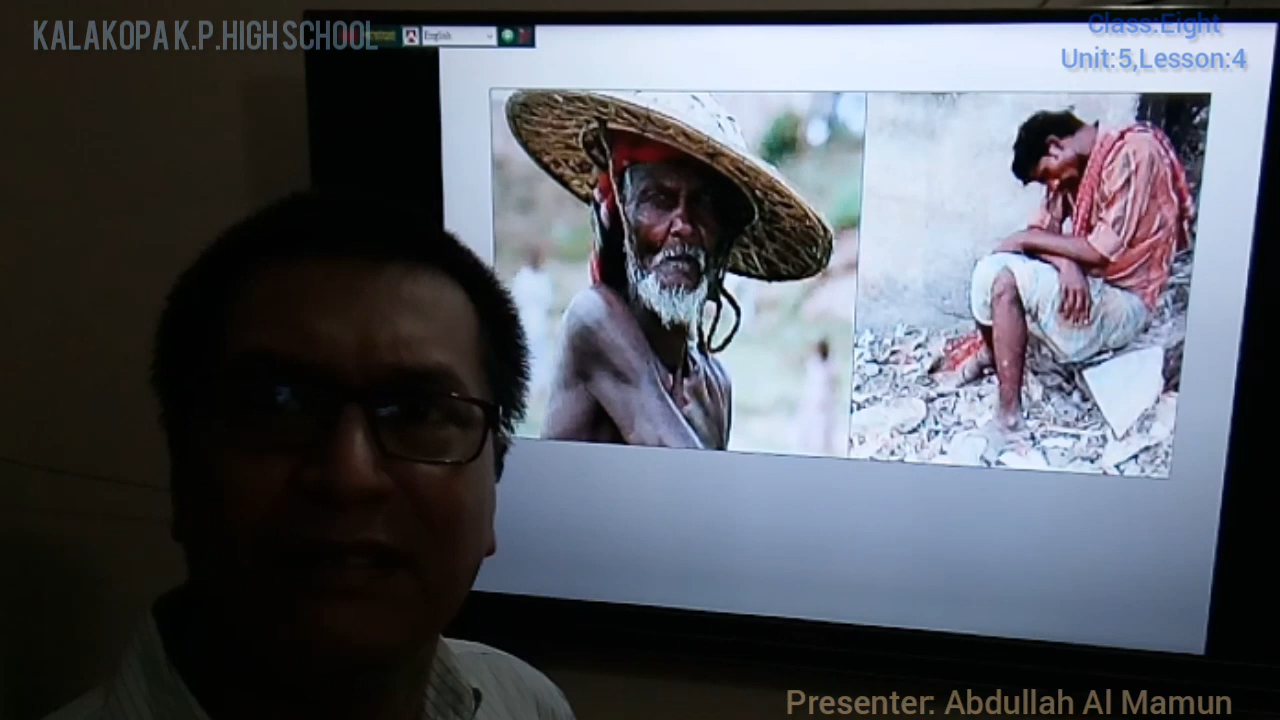 KALAKOPA K.P. HIGH SCHOOL
English
Class:Eight
Unit:5,Lesson:4
Presenter: Abdullah Al Mamun